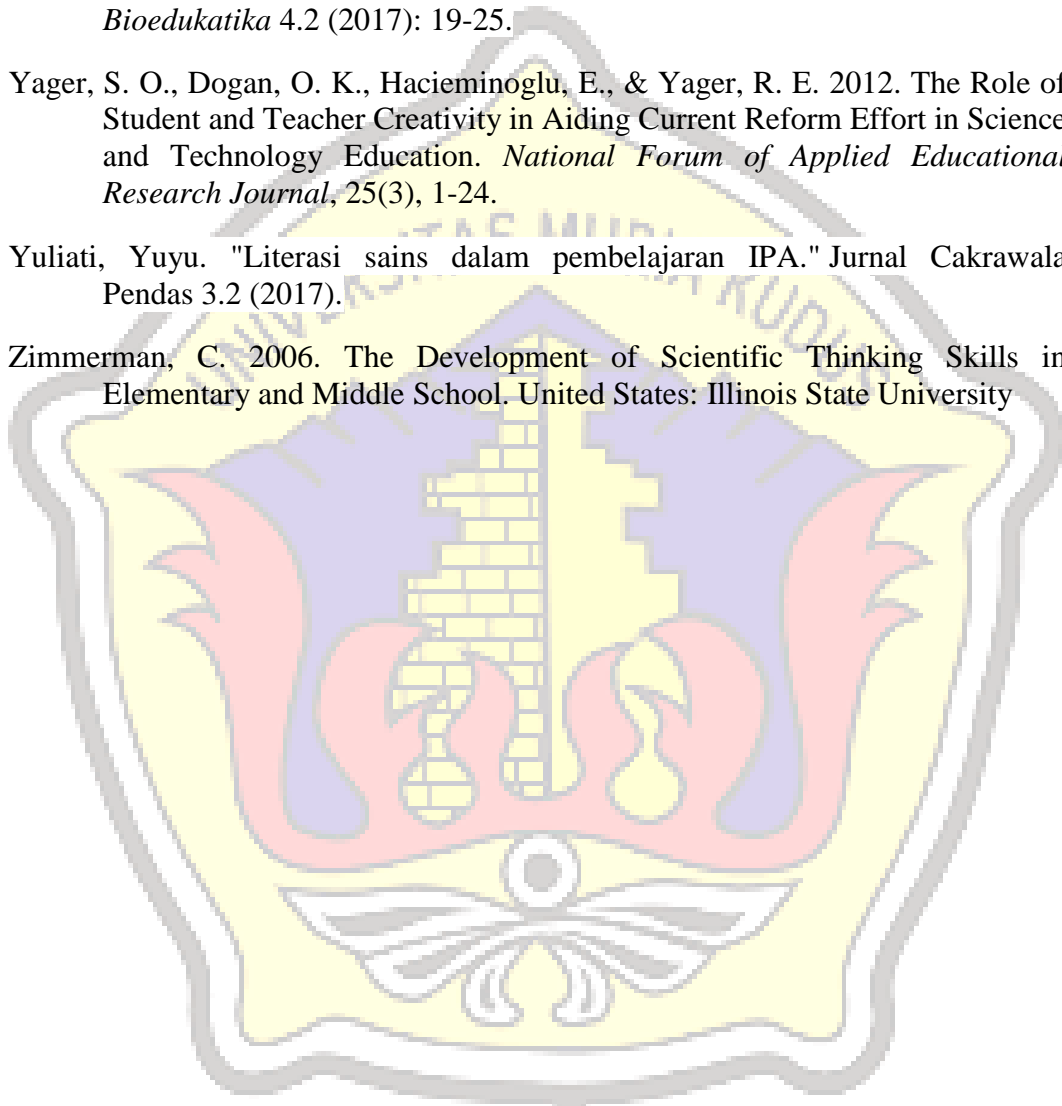 Bioedukatika 4.2 (2017): 19-25.
Yager, S. O., Dogan, O. K., Hacieminoglu, E., & Yager, R. E. 2012. The Role of
Student and Teacher Creativity in Aiding Current Reform Effort in Science
and Technology Education. National Forum of Applied Educational
Research Journal, 25(3), 1-24.
Yuliati, Yuyu. "Literasi sains dalam pembelajaran IPA." Jurnal Cakrawala
Pendas 3.2 (2017).
Zimmerman, C. 2006. The Development of Scientific Thinking Skills in
Elementary and Middle School. United States: Illinois State University
KUDUS